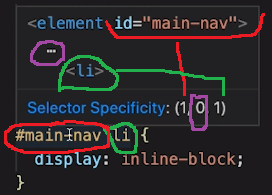 <element id="main-nav">
…
<li>
Selector Specificity: (1, 0, 1)
#main-nav li {
display: inline-block;
}